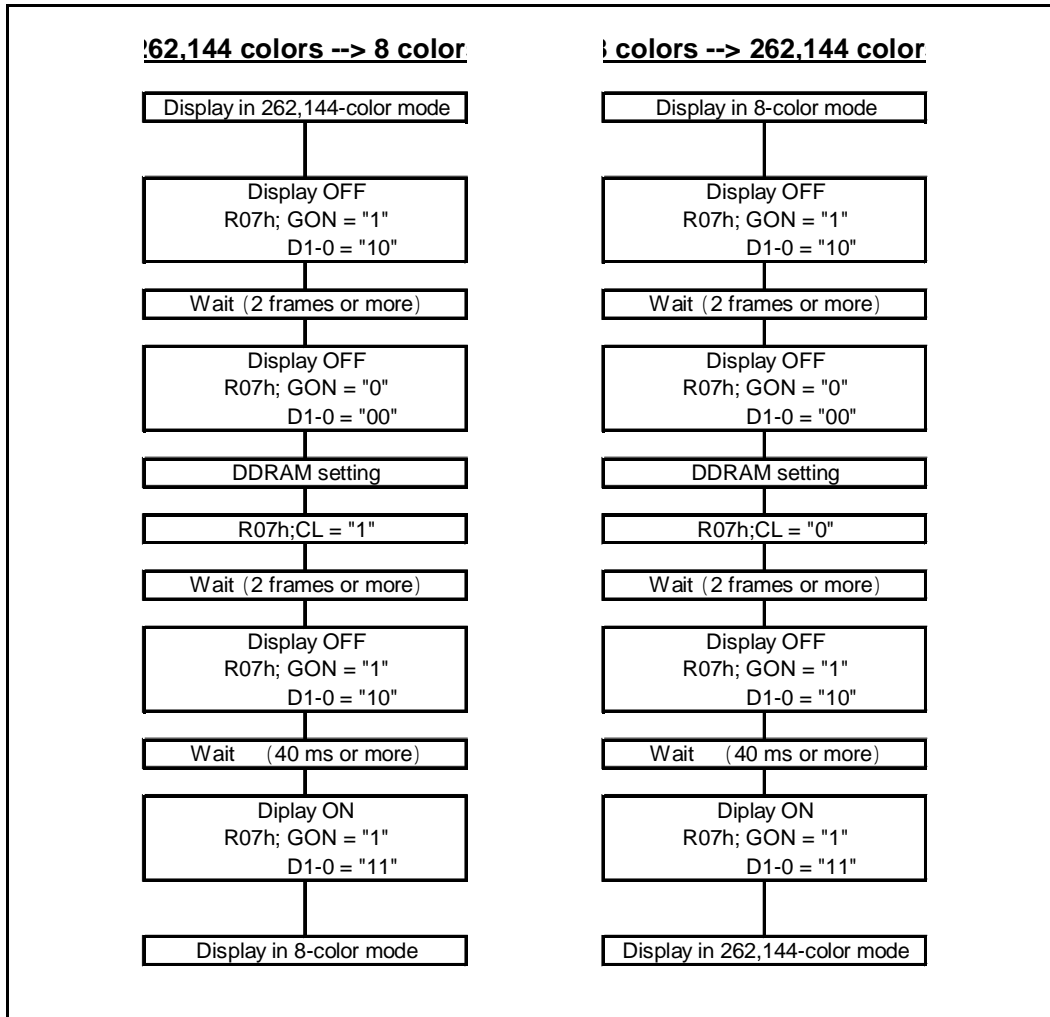 262,144 colors --> 8 color
Display in 262,144-color mode
Display OFF
R07h; GON = "1"
D1-0 = "10"
Wait (2 frames or more)
Display OFF
R07h; GON = "0"
D1-0 = "00"
DDRAM setting
R07h;CL = "1"
Wait (2 frames or more)
Display OFF
R07h; GON = "1"
D1-0 = "10"
Wait (40 ms or more)
Diplay ON
R07h; GON = "1"
D1-0 = "11"
Display in 8-color mode
8 colors --> 262,144 color
Display in 8-color mode
Display OFF
R07h; GON = "1"
D1-0 = "10"
Wait (2 frames or more)
Display OFF
R07h; GON = "0"
D1-0 = "00"
DDRAM setting
R07h;CL = "0"
Wait (2 frames or more)
Display OFF
R07h; GON = "1"
D1-0 = "10"
Wait (40 ms or more)
Diplay ON
R07h; GON = "1"
D1-0 = "11"
Display in 262,144-color mode